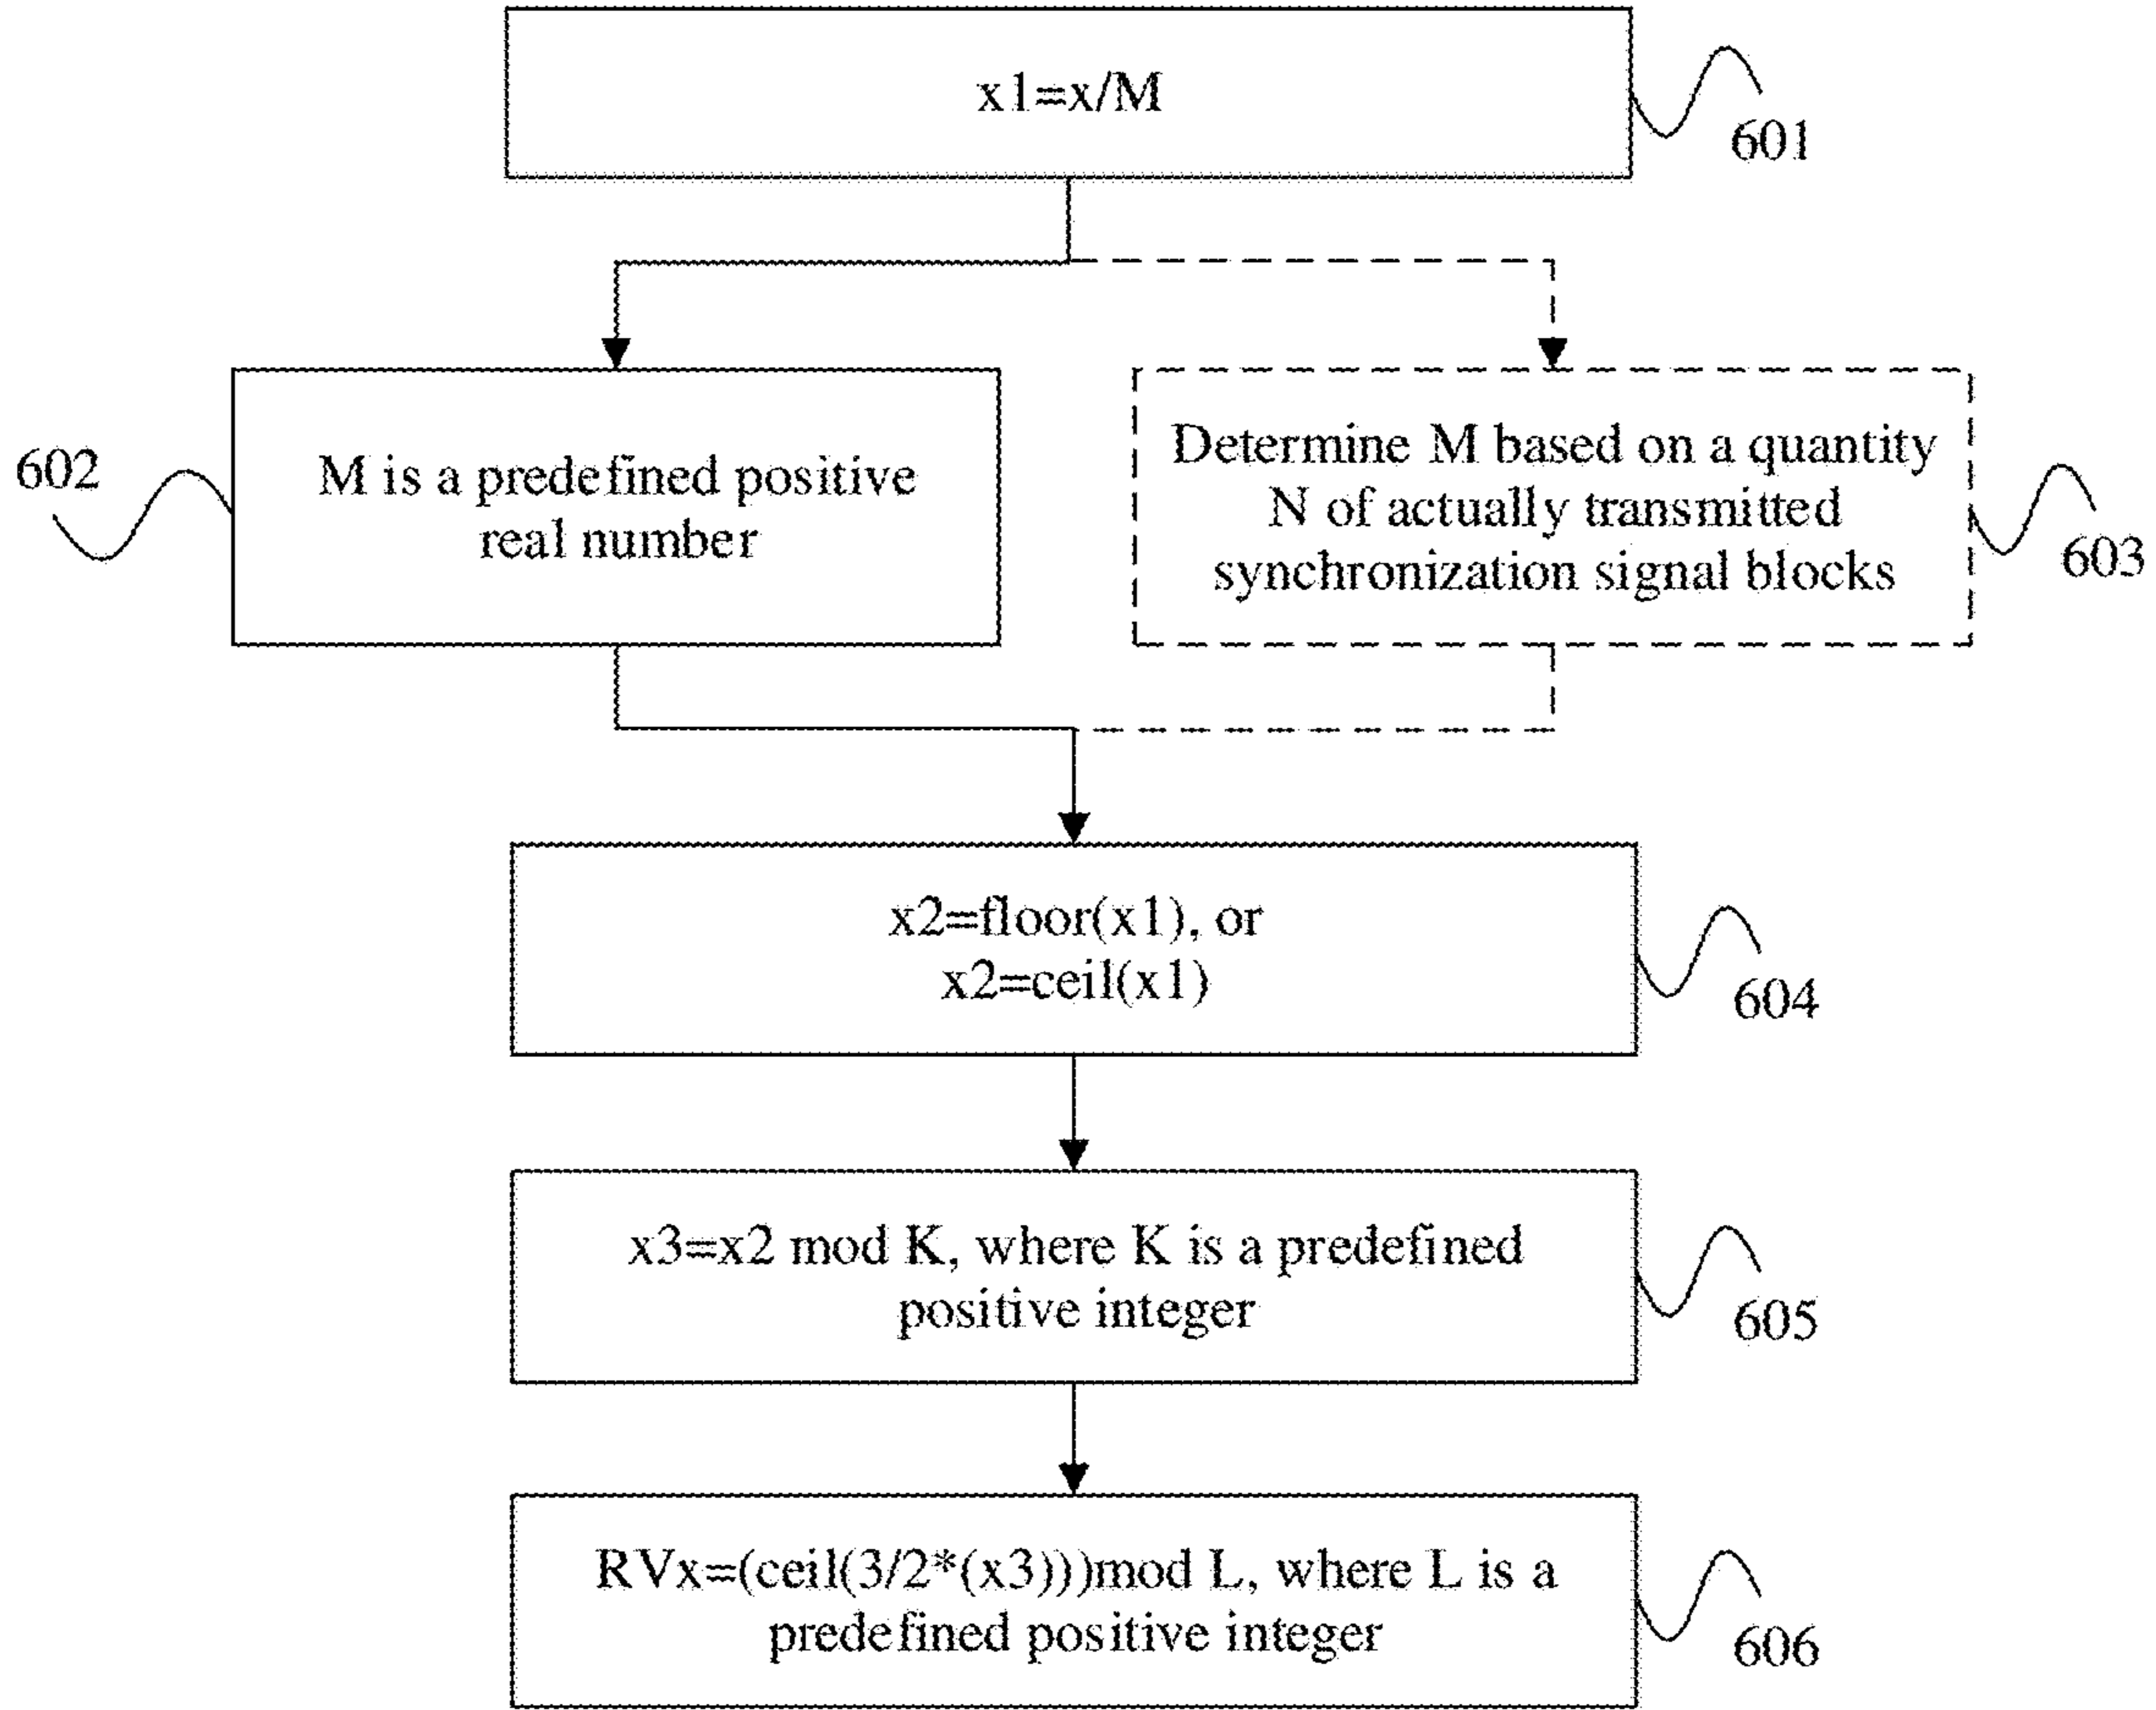 x1=x/M
601
602
M is a predefined positive
real number
Determine M based on a quantity
N of actually transmitted
synchronization signal blocks
603
x2=floor(x1), or
x2=ceil(x1)
604
x3=x2 mod K, where K is a predefined
positive integer
605
RVx=(ceil(3/2*(x3)))mod L, where L is a
predefined positive integer
606